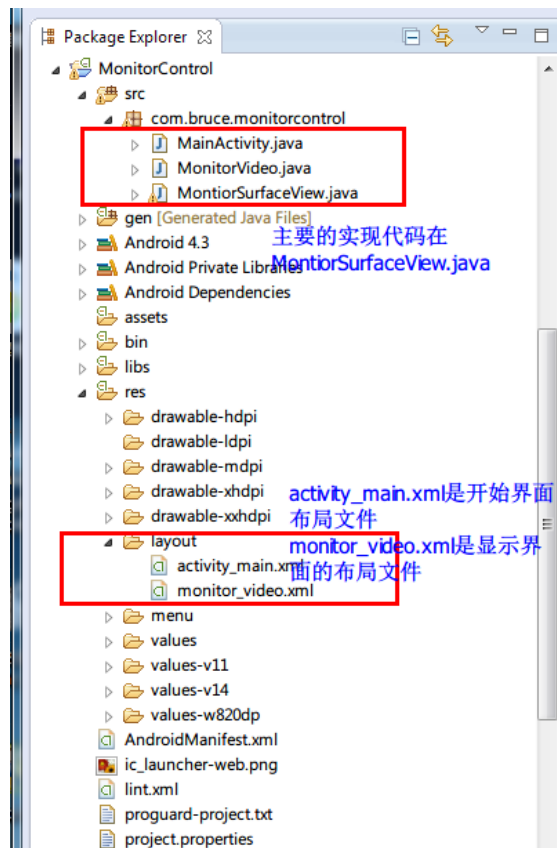 Package Explorer
MonitorControl
src
com.bruce.monitorcontrol
MainActivity.java
MonitorVideo.java
MontiorSurfaceView.java
gen [Generated Java Files]
主要的实现代码在
MontiorSurfaceView.java
Android 4.3
Android Private Libraries
Android Dependencies
assets
bin
libs
res
drawable-hdpi
drawable-ldpi
drawable-mdpi
drawable-xhdpi
drawable-xxhdpi
activity_main.xml是开始界面
布局文件
monitor_video.xml是显示界
面的布局文件
layout
activity_main.xml
monitor_video.xml
menu
values
values-v11
values-v14
values-w820dp
AndroidManifest.xml
ic_launcher-web.png
lint.xml
proguard-project.txt
project.properties